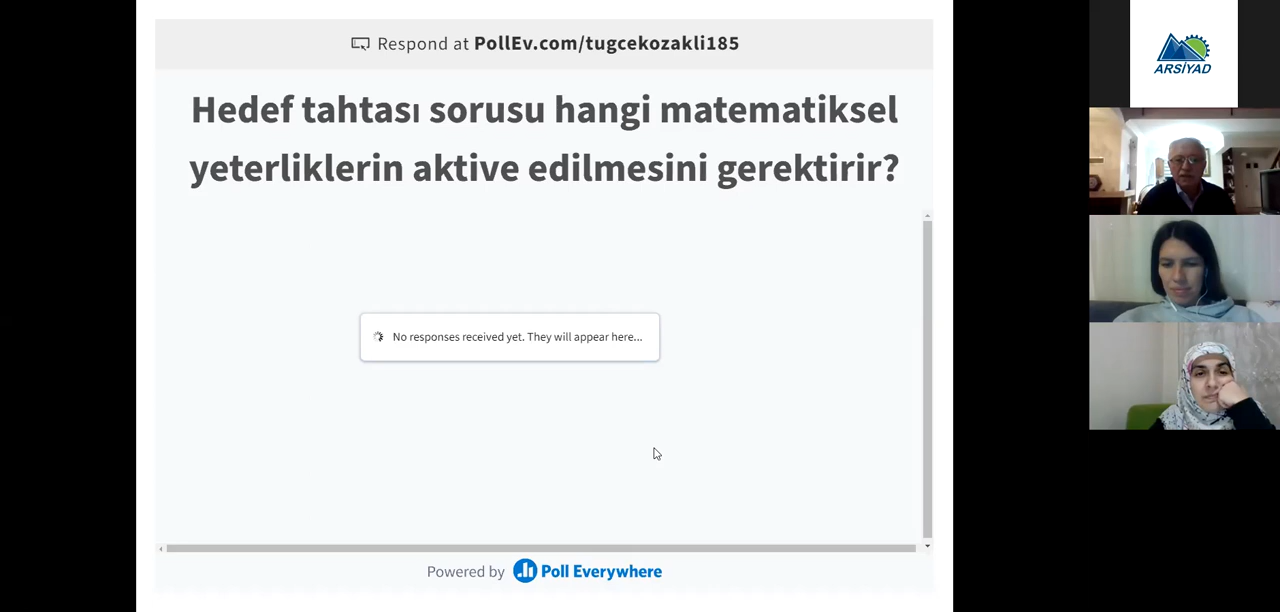 Respond at PollEv.com/tugcekozakli185
Hedef tahtası sorusu hangi matematiksel
yeterliklerin aktive edilmesini gerektirir?
No responses received yet. They will appear here...
Powered by Poll Everywhere
ARSİYAD